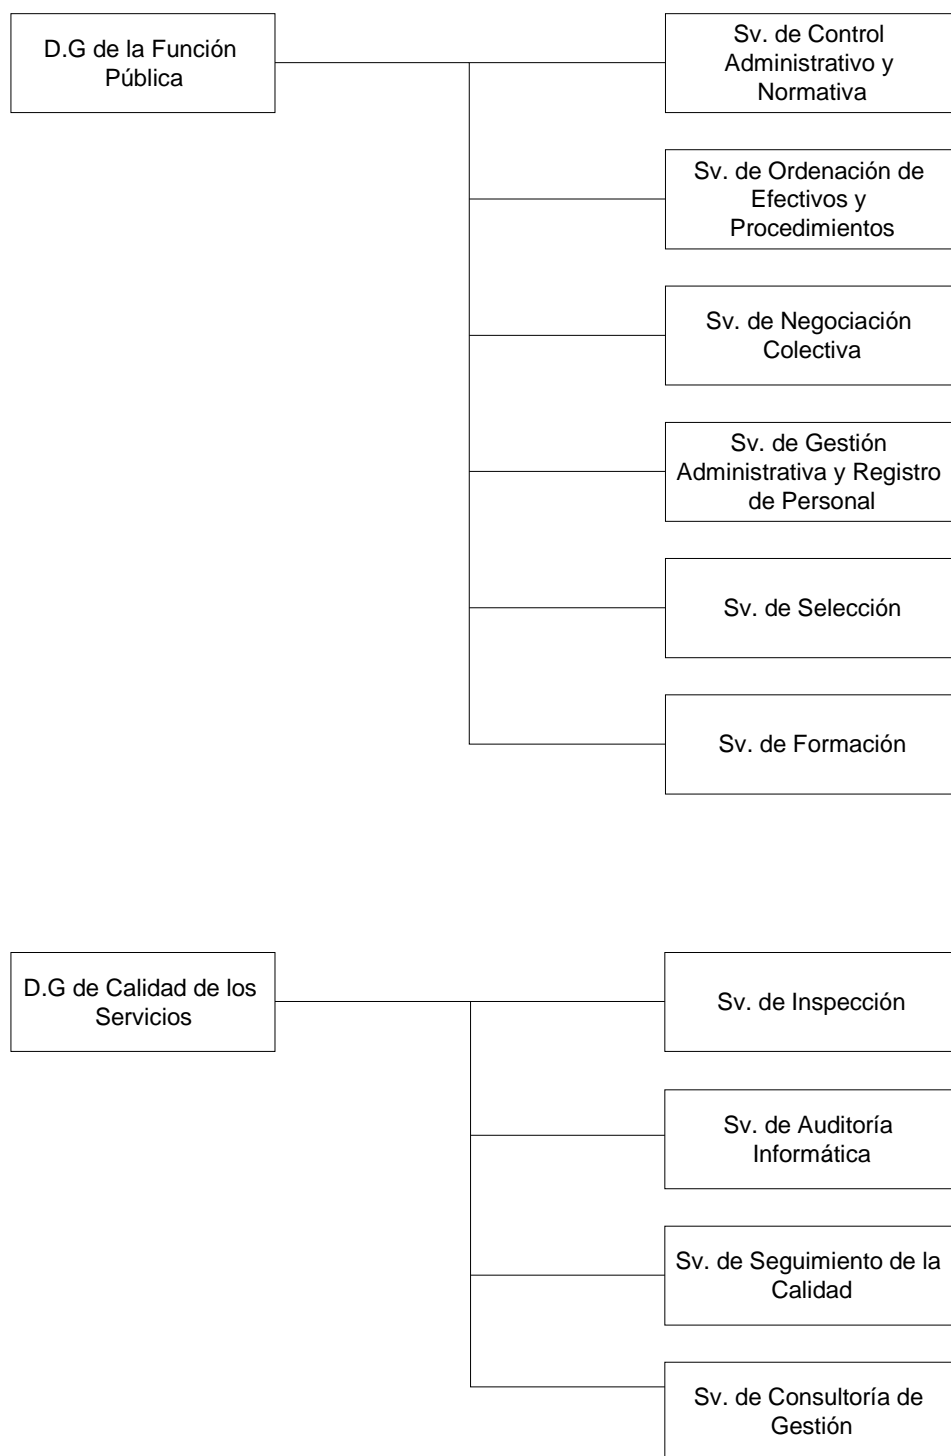 D.G de la Función
Pública
Sv. de Control
Administrativo y
Normativa
Sv. de Ordenación de
Efectivos y
Procedimientos
Sv. de Negociación
Colectiva
Sv. de Gestión
Administrativa y Registro
de Personal
Sv. de Selección
Sv. de Formación
D.G de Calidad de los
Servicios
Sv. de Inspección
Sv. de Auditoría
Informática
Sv. de Seguimiento de la
Calidad
Sv. de Consultoría de
Gestión